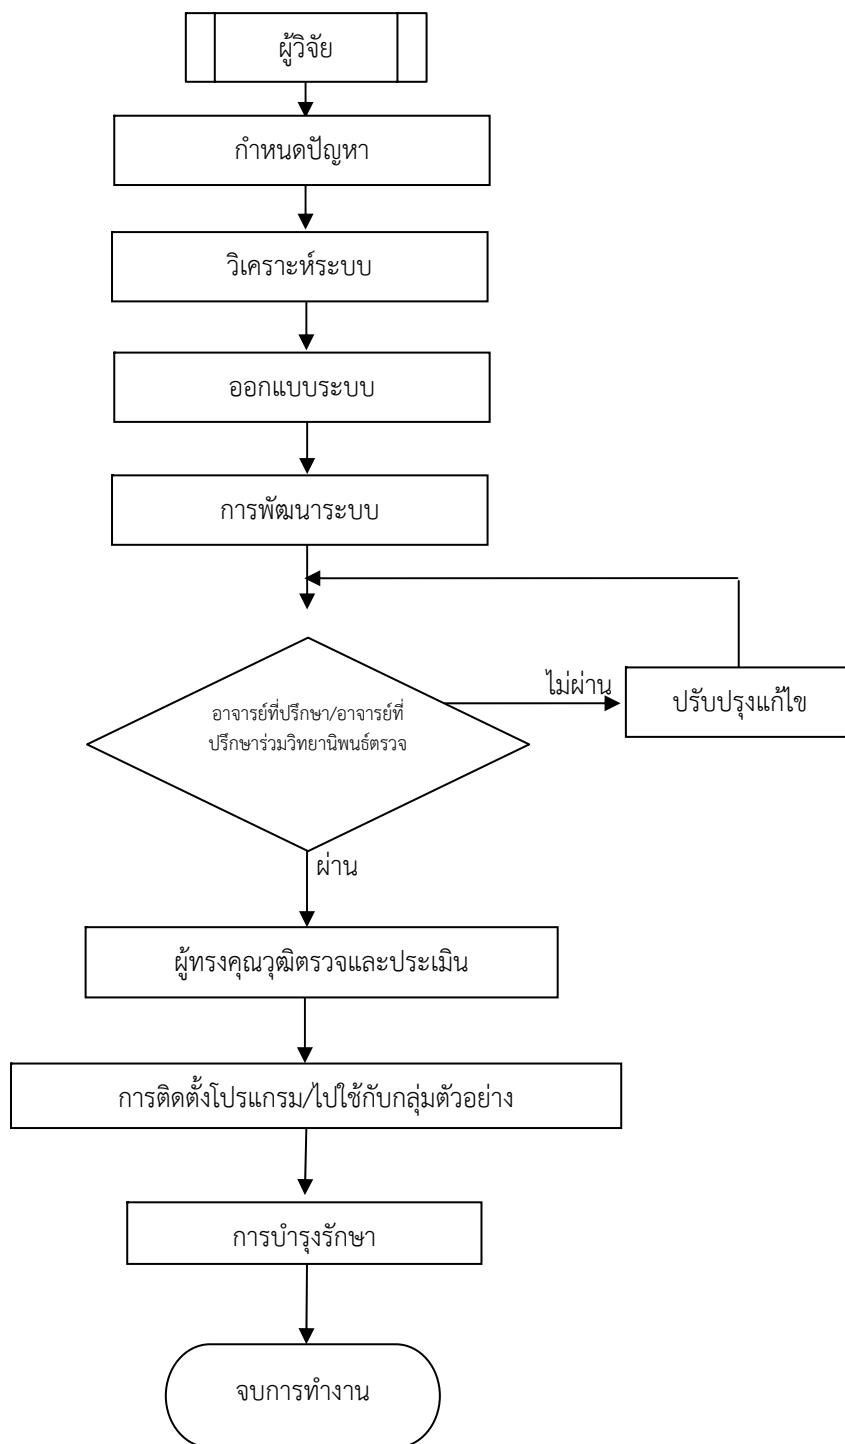 ผู้วิจัย
กำหนดปัญหา
วิเคราะห์ระบบ
ออกแบบระบบ
การพัฒนาระบบ
อาจารย์ที่ปรึกษา/อาจารย์ที่
ปรึกษาร่วมวิทยานิพนธ์ตรวจ
ไม่ผ่าน
ปรับปรุงแก้ไข
ผ่าน
ผู้ทรงคุณวุฒิตรวจและประเมิน
การติดตั้งโปรแกรม/ไปใช้กับกลุ่มตัวอย่าง
การบำรุงรักษา
จบการทำงาน